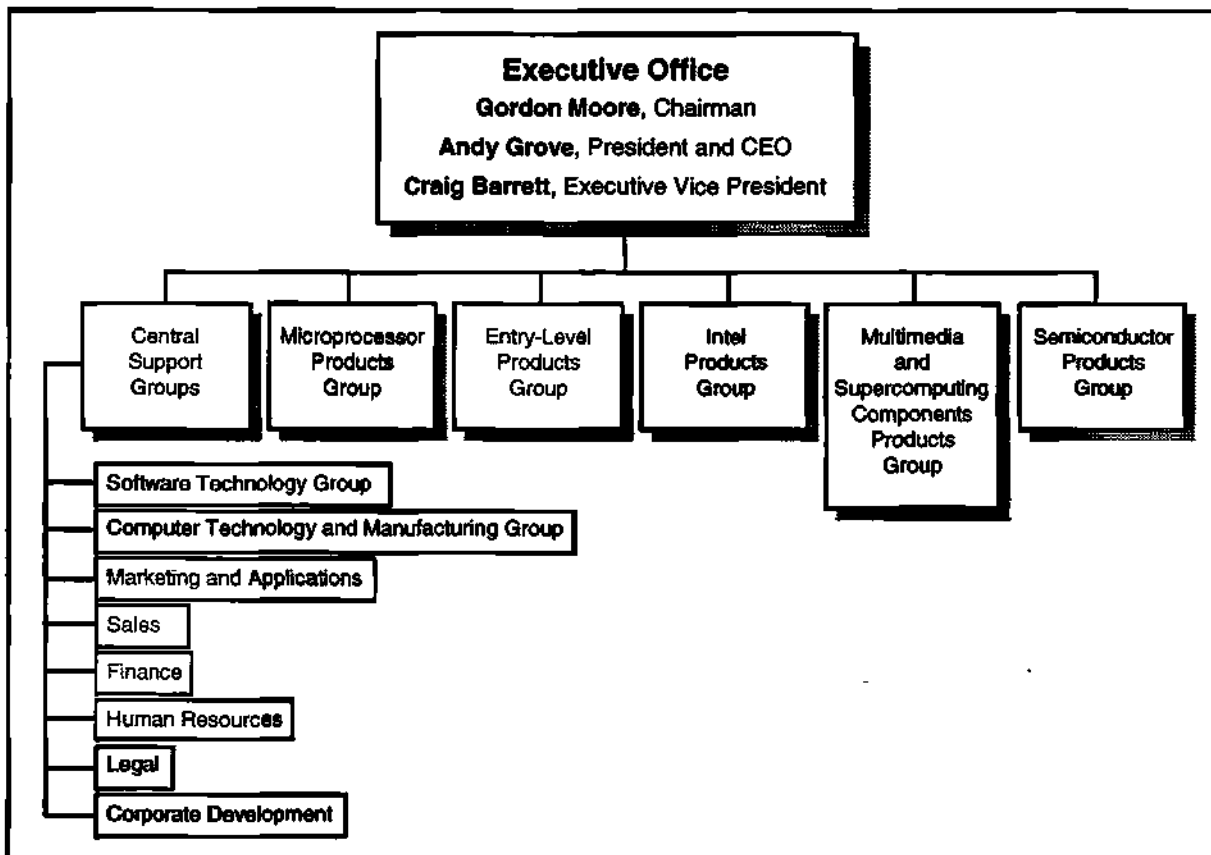 Executive Office
Gordon Moore, Chairman
Andy Grove, President and CEO
Craig Barrett, Executive Vice President
Central
Support
Groups
Microprocessor
Products
Group
Entry-Level
Products
Group
Intel
Products
Group
Multimedia
and
Supercomputing
Components
Products
Group
Semiconductor
Products
Group
Software Technology Group
Computer Technology and Manufacturing Group
Marketing and Applications
Sales
Finance
Human Resources
Legal
Corporate Development